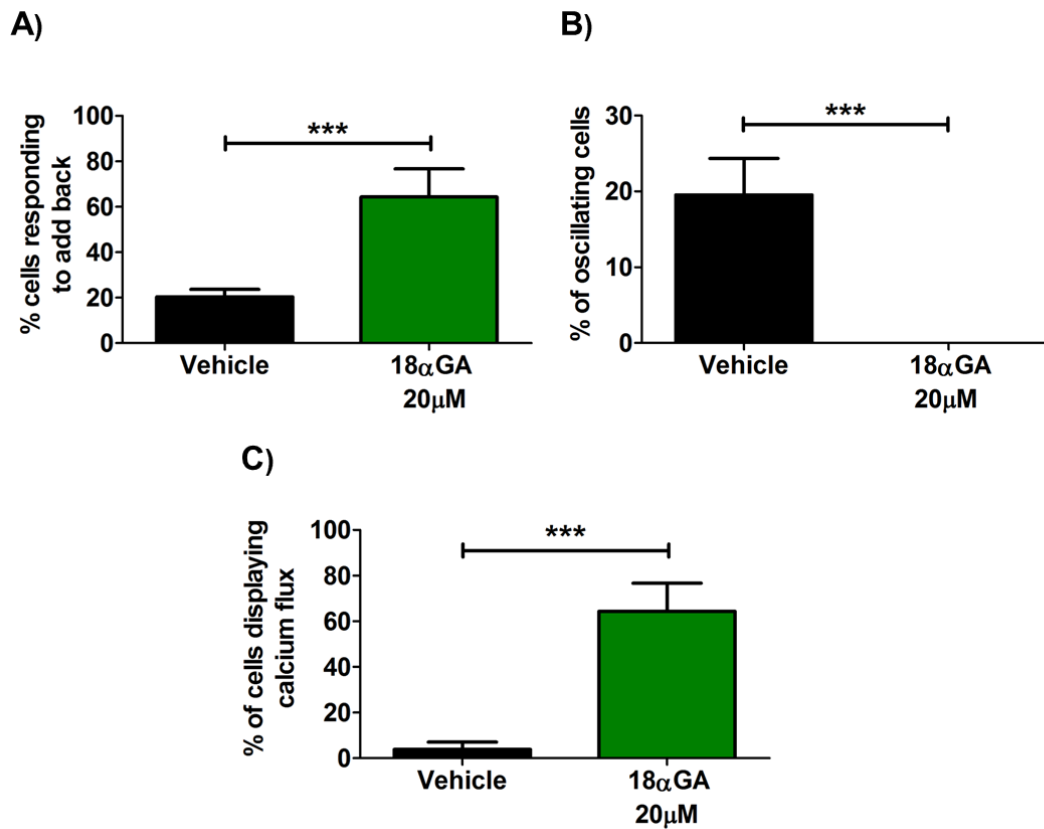 A)
% cells responding
to add back
100
80
60
40
20
0
***
Vehicle
18αGA
20μM
B)
% of oscillating cells
30
20
10
0
***
Vehicle
18αGA
20μM
C)
% of cells displaying
calcium flux
100
80
60
40
20
0
***
Vehicle
18αGA
20μM